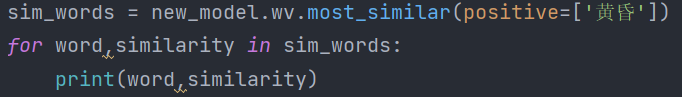 sim_words = new_model.wv.most_similar(positive=['黄昏'])
for word,similarity in sim_words:
    print(word,similarity)